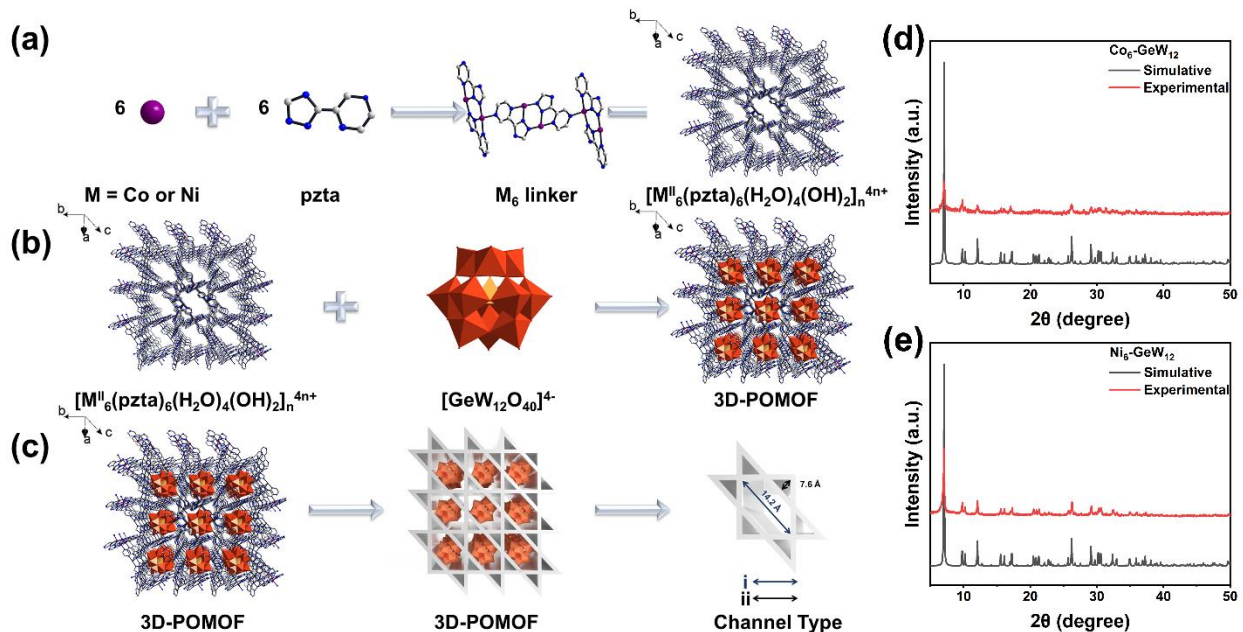 (a)
6
6
b
c
a
M = Co or Ni
pzta
M₆ linker
[Mᴵᴵ₆(pzta)₆(H₂O)₄(OH)₂]ₙ⁴ⁿ⁺
(b)
b
c
a
b
c
a
[Mᴵᴵ₆(pzta)₆(H₂O)₄(OH)₂]ₙ⁴ⁿ⁺
[GeW₁₂O₄₀]⁴⁻
3D-POMOF
(c)
b
c
a
14.2 Å
7.6 Å
i
ii
3D-POMOF
3D-POMOF
Channel Type
(d)
Co₆-GeW₁₂
Simulative
Experimental
Intensity (a.u.)
10 20 30 40 50
2θ (degree)
(e)
Ni₆-GeW₁₂
Simulative
Experimental
Intensity (a.u.)
10 20 30 40 50
2θ (degree)